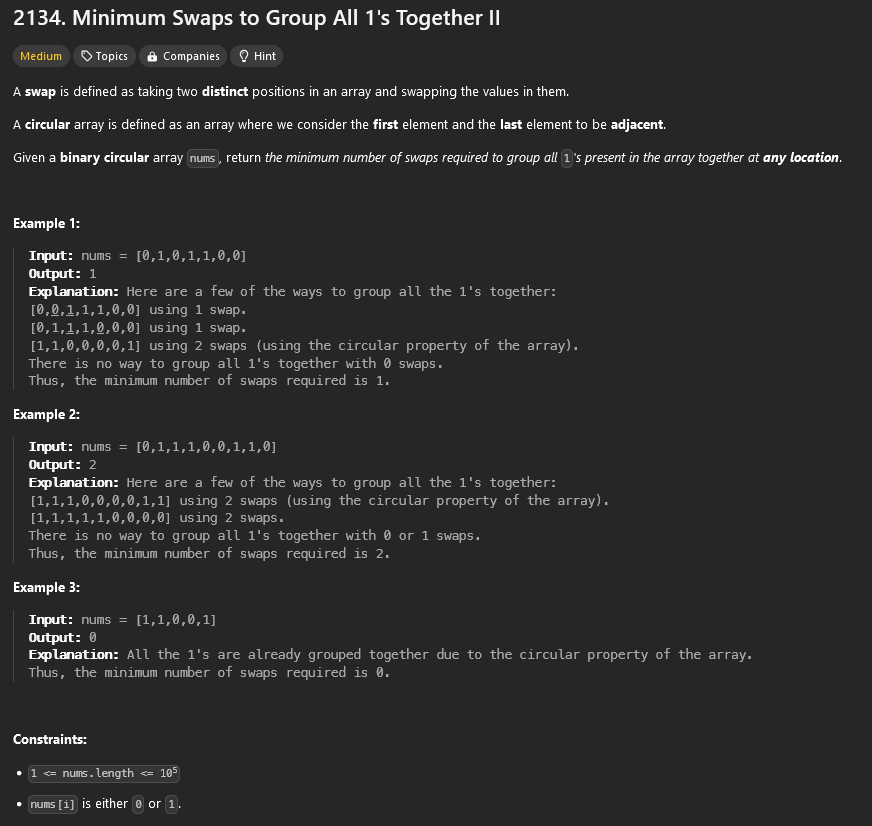 2134. Minimum Swaps to Group All 1's Together II
Medium Topics Companies Hint
A swap is defined as taking two distinct positions in an array and swapping the values in them.
A circular array is defined as an array where we consider the first element and the last element to be adjacent.
Given a binary circular array nums, return the minimum number of swaps required to group all 1's present in the array together at any location.
Example 1:
Input: nums = [0,1,0,1,1,0,0]
Output: 1
Explanation: Here are a few of the ways to group all the 1's together:
[0,0,1,1,1,0,0] using 1 swap.
[0,1,1,1,0,0,0] using 1 swap.
[1,1,0,0,0,0,1] using 2 swaps (using the circular property of the array).
There is no way to group all 1's together with 0 swaps.
Thus, the minimum number of swaps required is 1.
Example 2:
Input: nums = [0,1,1,1,0,0,1,1,0]
Output: 2
Explanation: Here are a few of the ways to group all the 1's together:
[1,1,1,0,0,0,0,1,1] using 2 swaps (using the circular property of the array).
[1,1,1,1,1,0,0,0,0] using 2 swaps.
There is no way to group all 1's together with 0 or 1 swaps.
Thus, the minimum number of swaps required is 2.
Example 3:
Input: nums = [1,1,0,0,1]
Output: 0
Explanation: All the 1's are already grouped together due to the circular property of the array.
Thus, the minimum number of swaps required is 0.
Constraints:
• 1 <= nums.length <= 10⁵
• nums[i] is either 0 or 1.